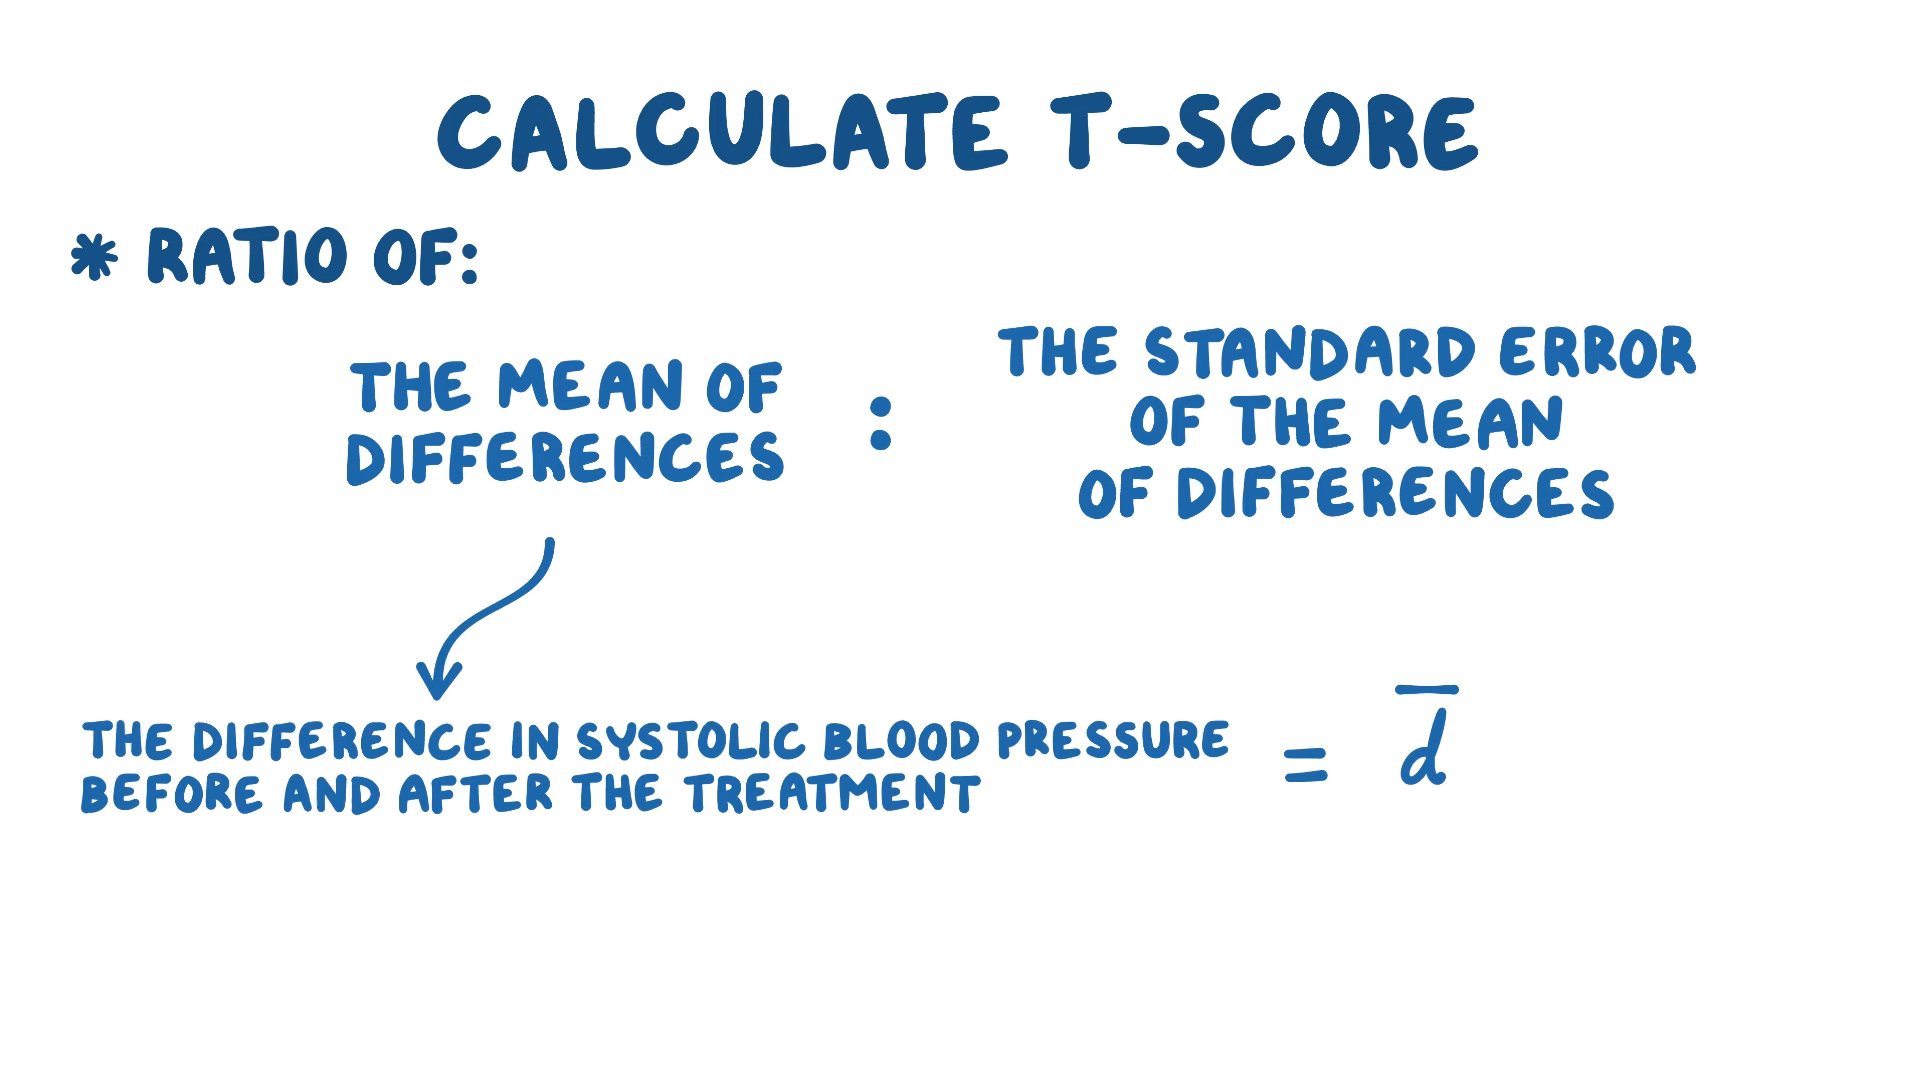 CALCULATE T-SCORE
* RATIO OF:
THE MEAN OF
DIFFERENCES
:
THE STANDARD ERROR
OF THE MEAN
OF DIFFERENCES
THE DIFFERENCE IN SYSTOLIC BLOOD PRESSURE
BEFORE AND AFTER THE TREATMENT
= d̅